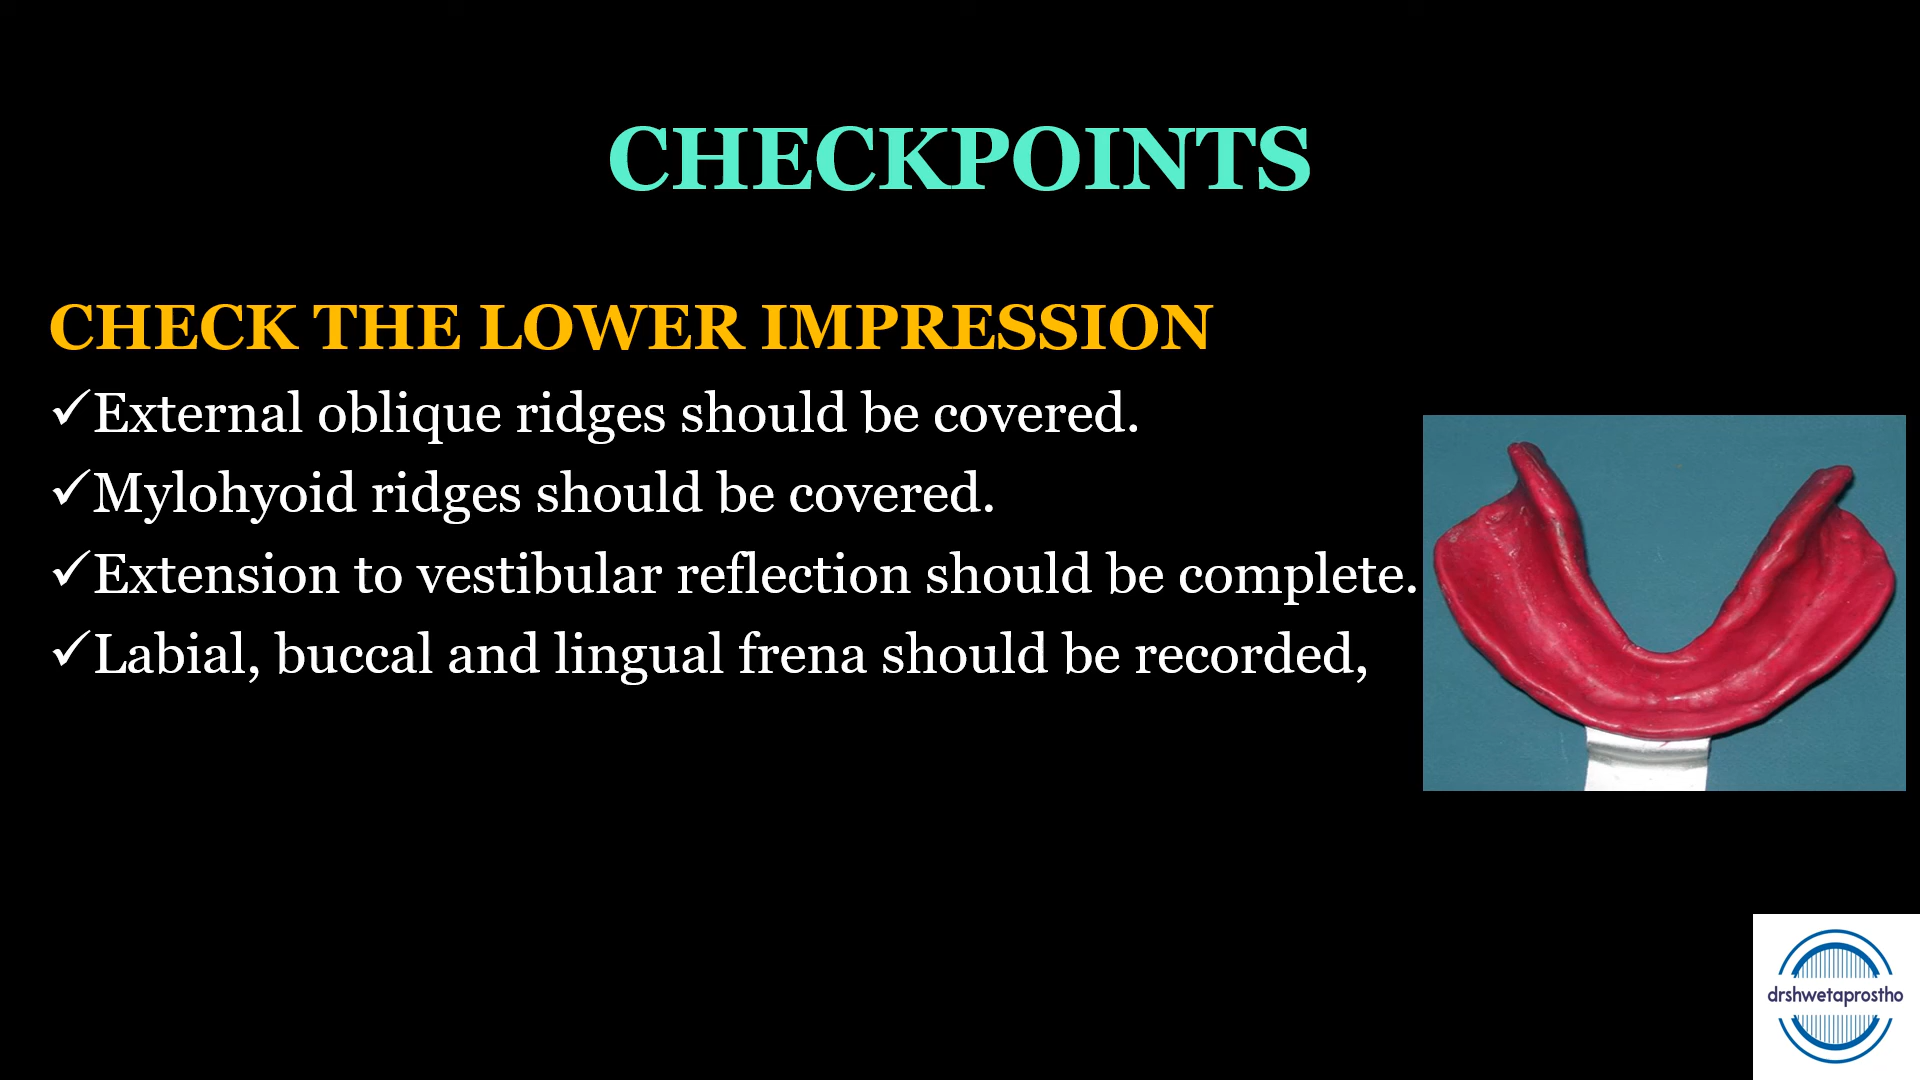 CHECKPOINTS
CHECK THE LOWER IMPRESSION
✓External oblique ridges should be covered.
✓Mylohyoid ridges should be covered.
✓Extension to vestibular reflection should be complete.
✓Labial, buccal and lingual frena should be recorded,
drshwetaprostho